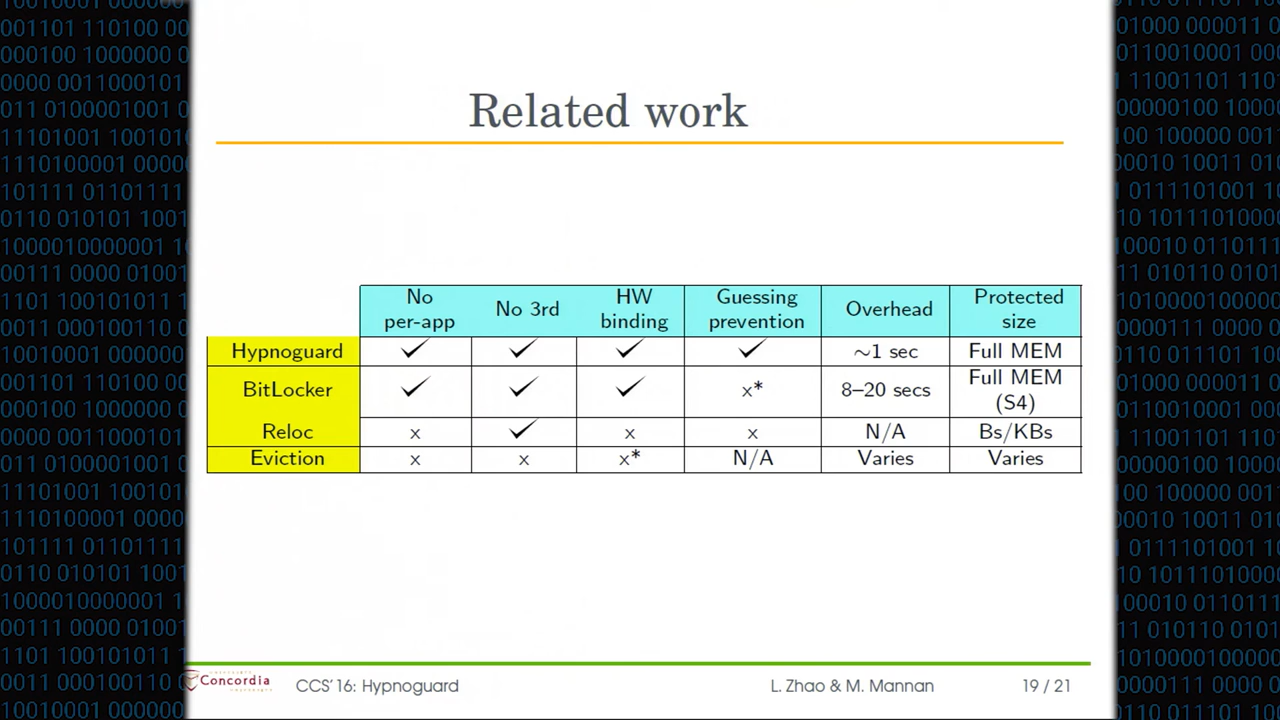 Related work
No per-app No 3rd HW binding Guessing prevention Overhead Protected size
Hypnoguard ✓ ✓ ✓ ✓ ~1 sec Full MEM
BitLocker ✓ ✓ ✓ x* 8–20 secs Full MEM (S4)
Reloc x ✓ x x N/A Bs/KBs
Eviction x x x* N/A Varies Varies
Concordia CCS'16: Hypnoguard L. Zhao & M. Mannan 19 / 21